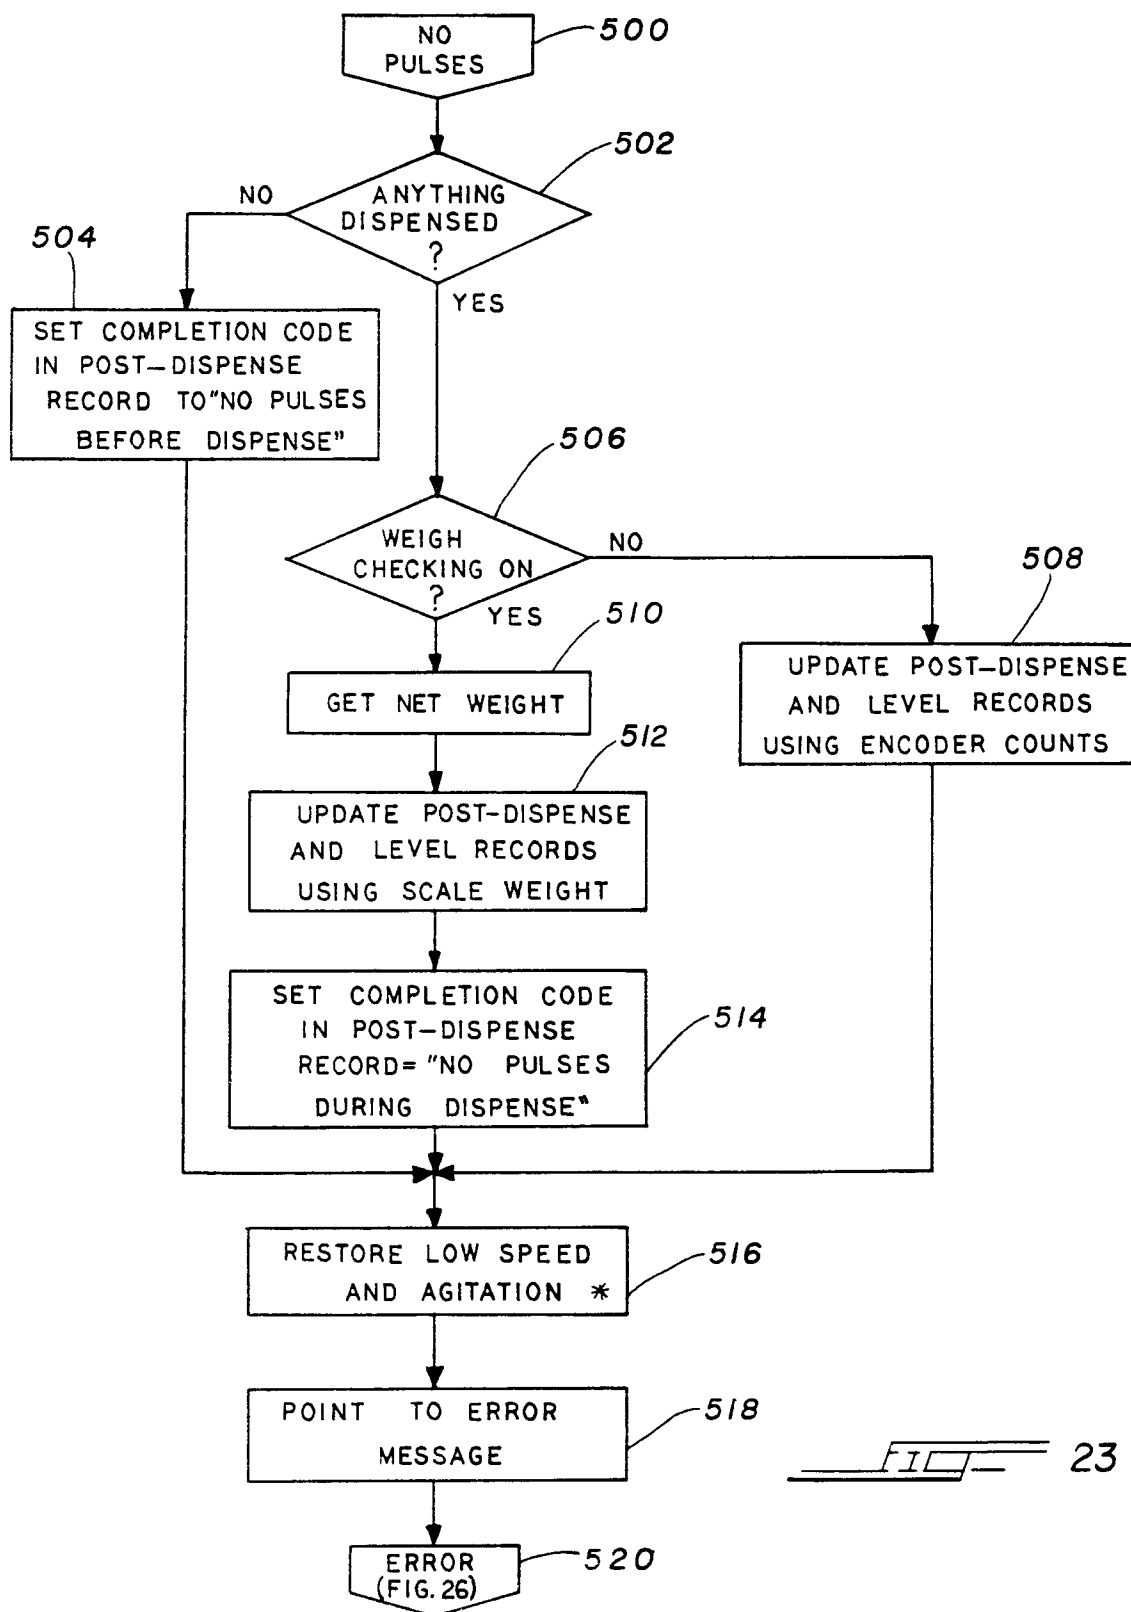 NO
PULSES
500
502
NO
ANYTHING
DISPENSED
?
YES
504
SET COMPLETION CODE
IN POST-DISPENSE
RECORD TO "NO PULSES
BEFORE DISPENSE"
506
WEIGH
CHECKING ON
?
NO
YES
508
UPDATE POST-DISPENSE
AND LEVEL RECORDS
USING ENCODER COUNTS
510
GET NET WEIGHT
512
UPDATE POST-DISPENSE
AND LEVEL RECORDS
USING SCALE WEIGHT
SET COMPLETION CODE
IN POST-DISPENSE
RECORD= "NO PULSES
DURING DISPENSE"
514
RESTORE LOW SPEED
AND AGITATION *
516
POINT TO ERROR
MESSAGE
518
FIG 23
ERROR
(FIG. 26)
520